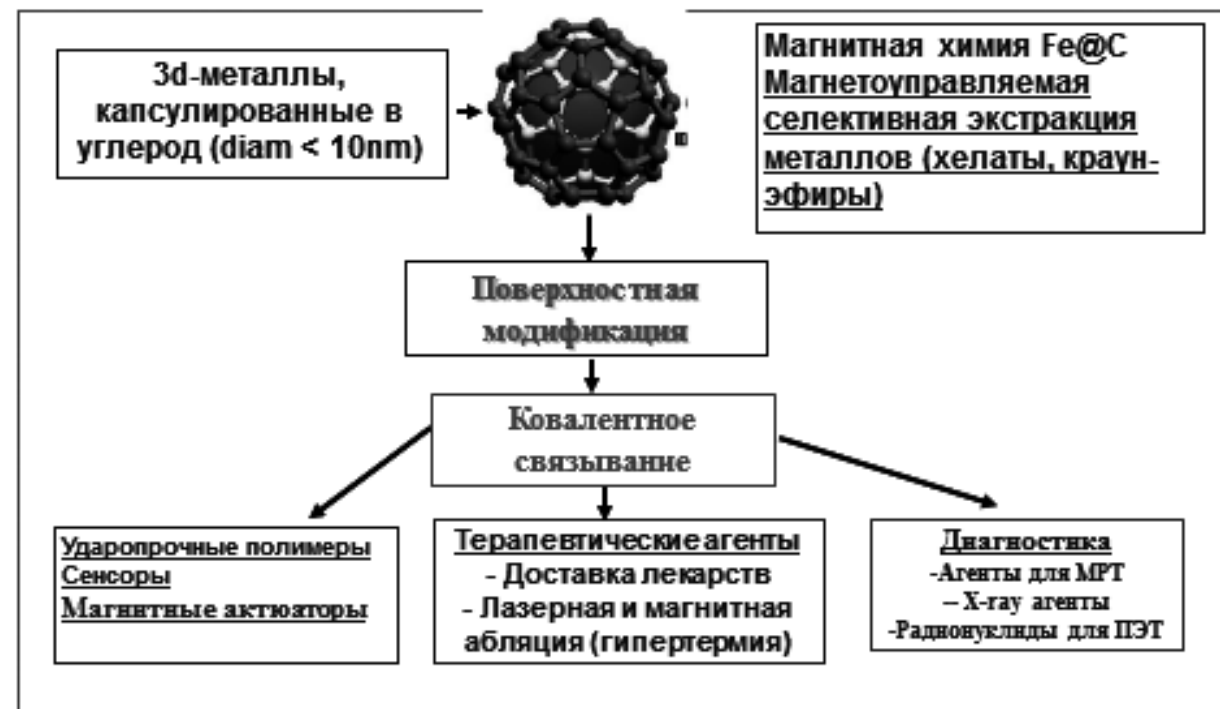 3d-металлы,
капсулированные в
углерод (diam < 10nm)
Магнитная химия Fe@C
Магнетоуправляемая
селективная экстракция
металлов (хелаты, краун-
эфиры)
Поверхностная
модификация
Ковалентное
связывание
Ударопрочные полимеры
Сенсоры
Магнитные актюаторы
Терапевтические агенты
- Доставка лекарств
- Лазерная и магнитная
абляция (гипертермия)
Диагностика
-Агенты для МРТ
– X-ray агенты
-Радионуклиды для ПЭТ